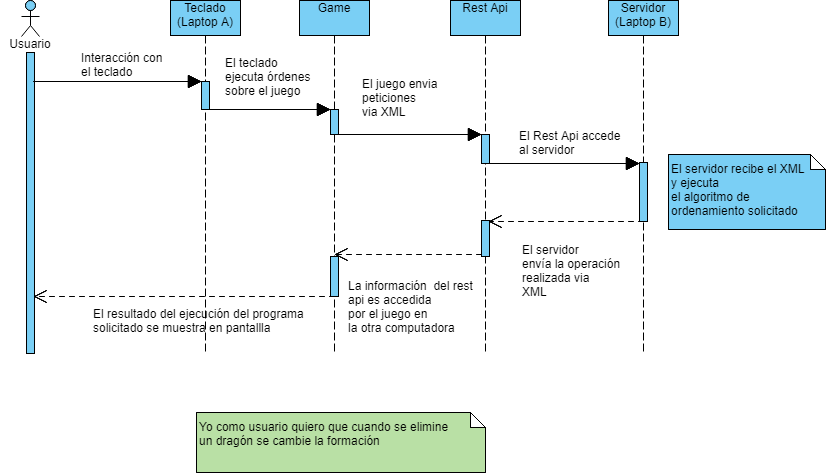 Teclado
(Laptop A)
Game
Rest Api
Servidor
(Laptop B)
Usuario
Interacción con
el teclado
El teclado
ejecuta órdenes
sobre el juego
El juego envia
peticiones
via XML
El Rest Api accede
al servidor
El servidor recibe el XML
y ejecuta
el algoritmo de
ordenamiento solicitado
El servidor
envía la operación
realizada via
XML
La información del rest
api es accedida
por el juego en
la otra computadora
El resultado del ejecución del programa
solicitado se muestra en pantallla
Yo como usuario quiero que cuando se elimine
un dragón se cambie la formación